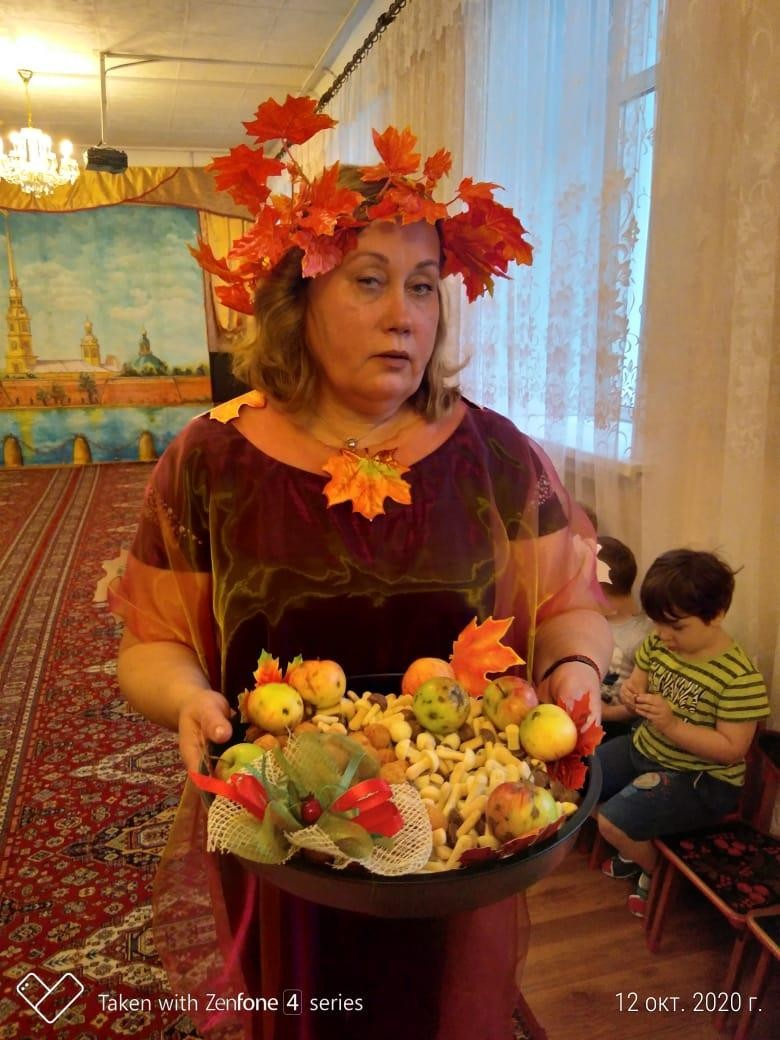 Taken with Zenfone 4 series
12 окт. 2020 г.